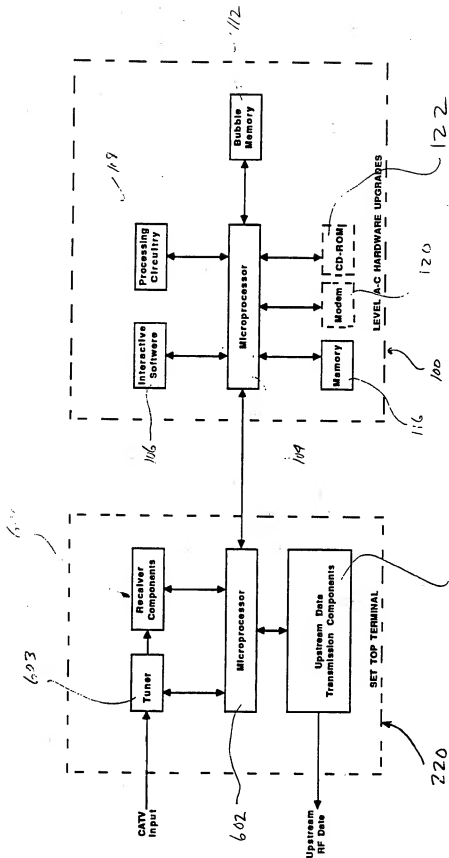 CATV
Input
Upstream
RF Data
603
Tuner
Receiver
Components
Microprocessor
602
Upstream Data
Transmission Components
SET TOP TERMINAL
220
106
Interactive
Software
Processing
Circuitry
Microprocessor
104
Bubble
Memory
112
Memory
Modem
CD-ROM
116
120
122
LEVEL A-C HARDWARE UPGRADES
100